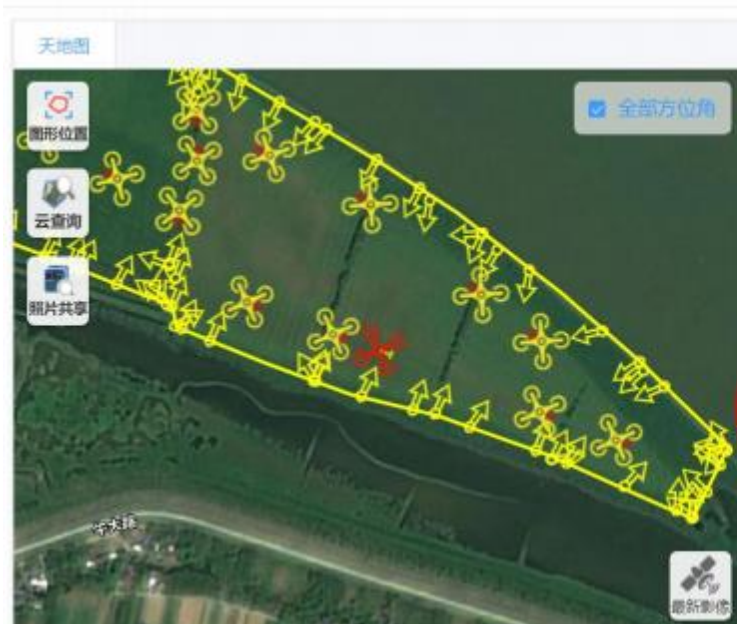 天地图
图形位置
全部方位角
云查询
照片共享
最新影像